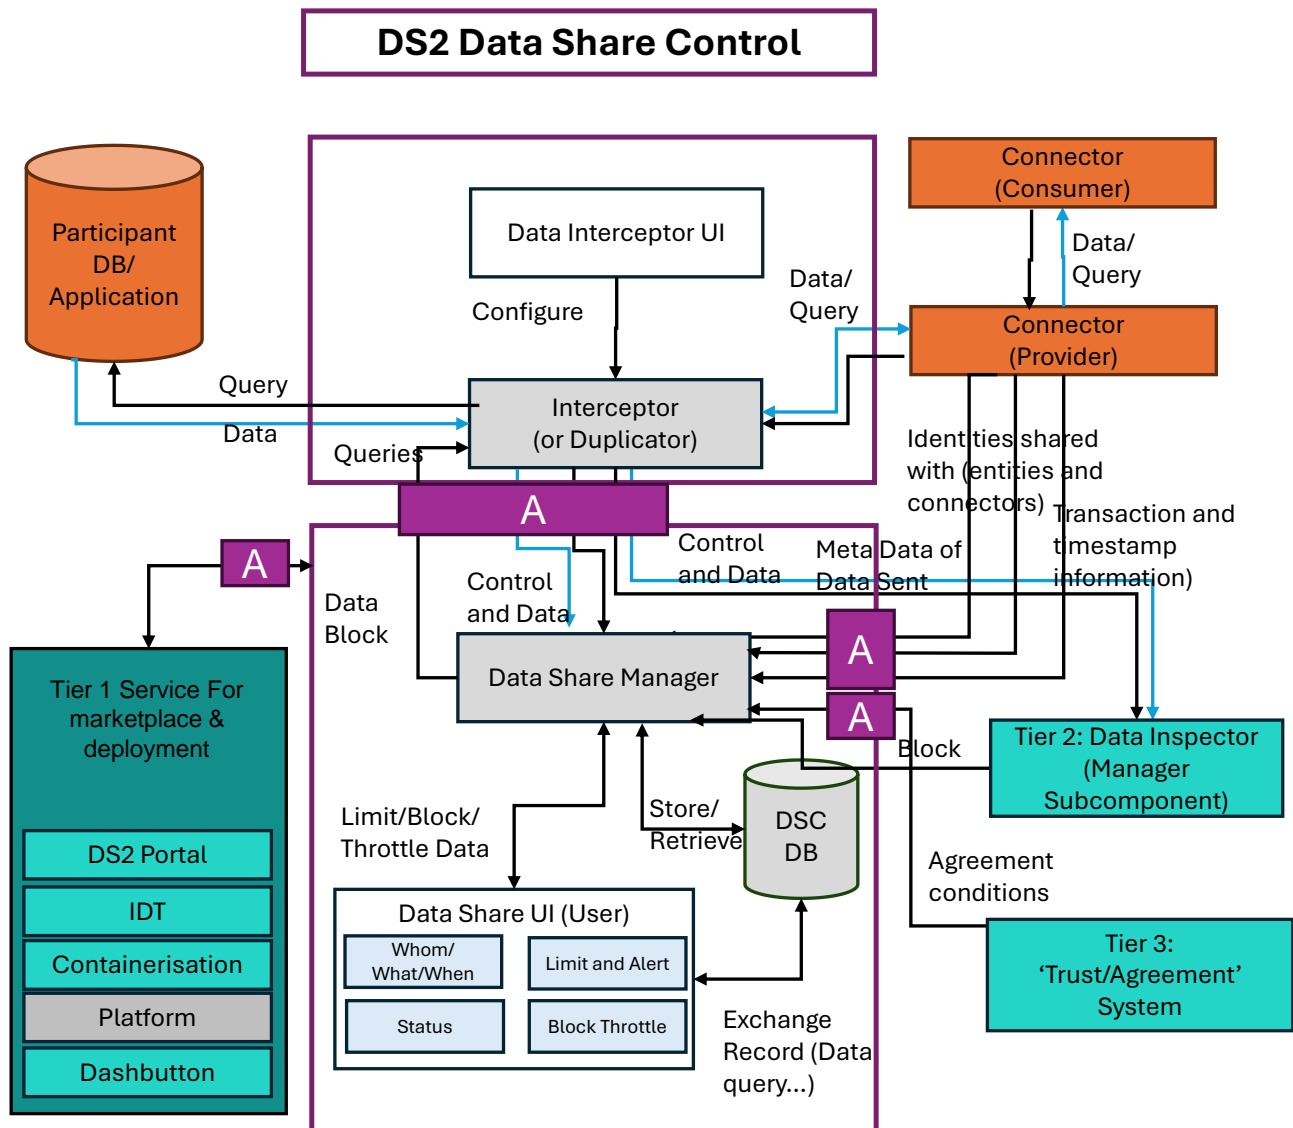 DS2 Data Share Control
Participant
DB/
Application
Data Interceptor UI
Configure
Connector
(Consumer)
Data/
Query
Data/
Query
Connector
(Provider)
Query
Data
Queries
Interceptor
(or Duplicator)
Identities shared
with (entities and
connectors)
Transaction and
timestamp
information)
A
A
Control
and Data
Meta Data of
Data Sent
Control
and Data
Data
Block
A
A
Data Share Manager
Tier 1 Service For
marketplace &
deployment
DS2 Portal
IDT
Containerisation
Platform
Dashbutton
Block
Tier 2: Data Inspector
(Manager
Subcomponent)
Limit/Block/
Throttle Data
Store/
Retrieve
DSC
DB
Agreement
conditions
Data Share UI (User)
Whom/
What/When
Limit and Alert
Status
Block Throttle
Exchange
Record (Data
query...)
Tier 3:
‘Trust/Agreement’
System